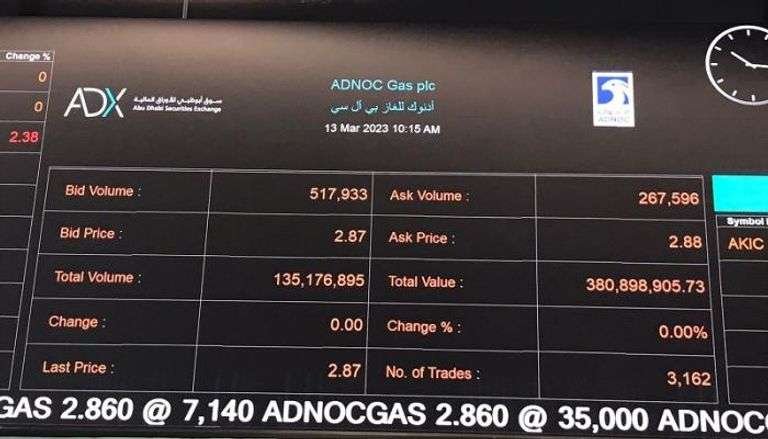 Change %
0
0
2.38
ADX
سوق أبوظبي للأوراق المالية
Abu Dhabi Securities Exchange
ADNOC Gas plc
أدنوك للغاز بي أل سي
13 Mar 2023 10:15 AM
أدنوك
ADNOC
Bid Volume : 517,933 Ask Volume : 267,596
Bid Price : 2.87 Ask Price : 2.88
Total Volume : 135,176,895 Total Value : 380,898,905.73
Change : 0.00 Change % : 0.00%
Last Price : 2.87 No. of Trades : 3,162
Symbol
AKIC
GAS 2.860 @ 7,140 ADNOCGAS 2.860 @ 35,000 ADNOC